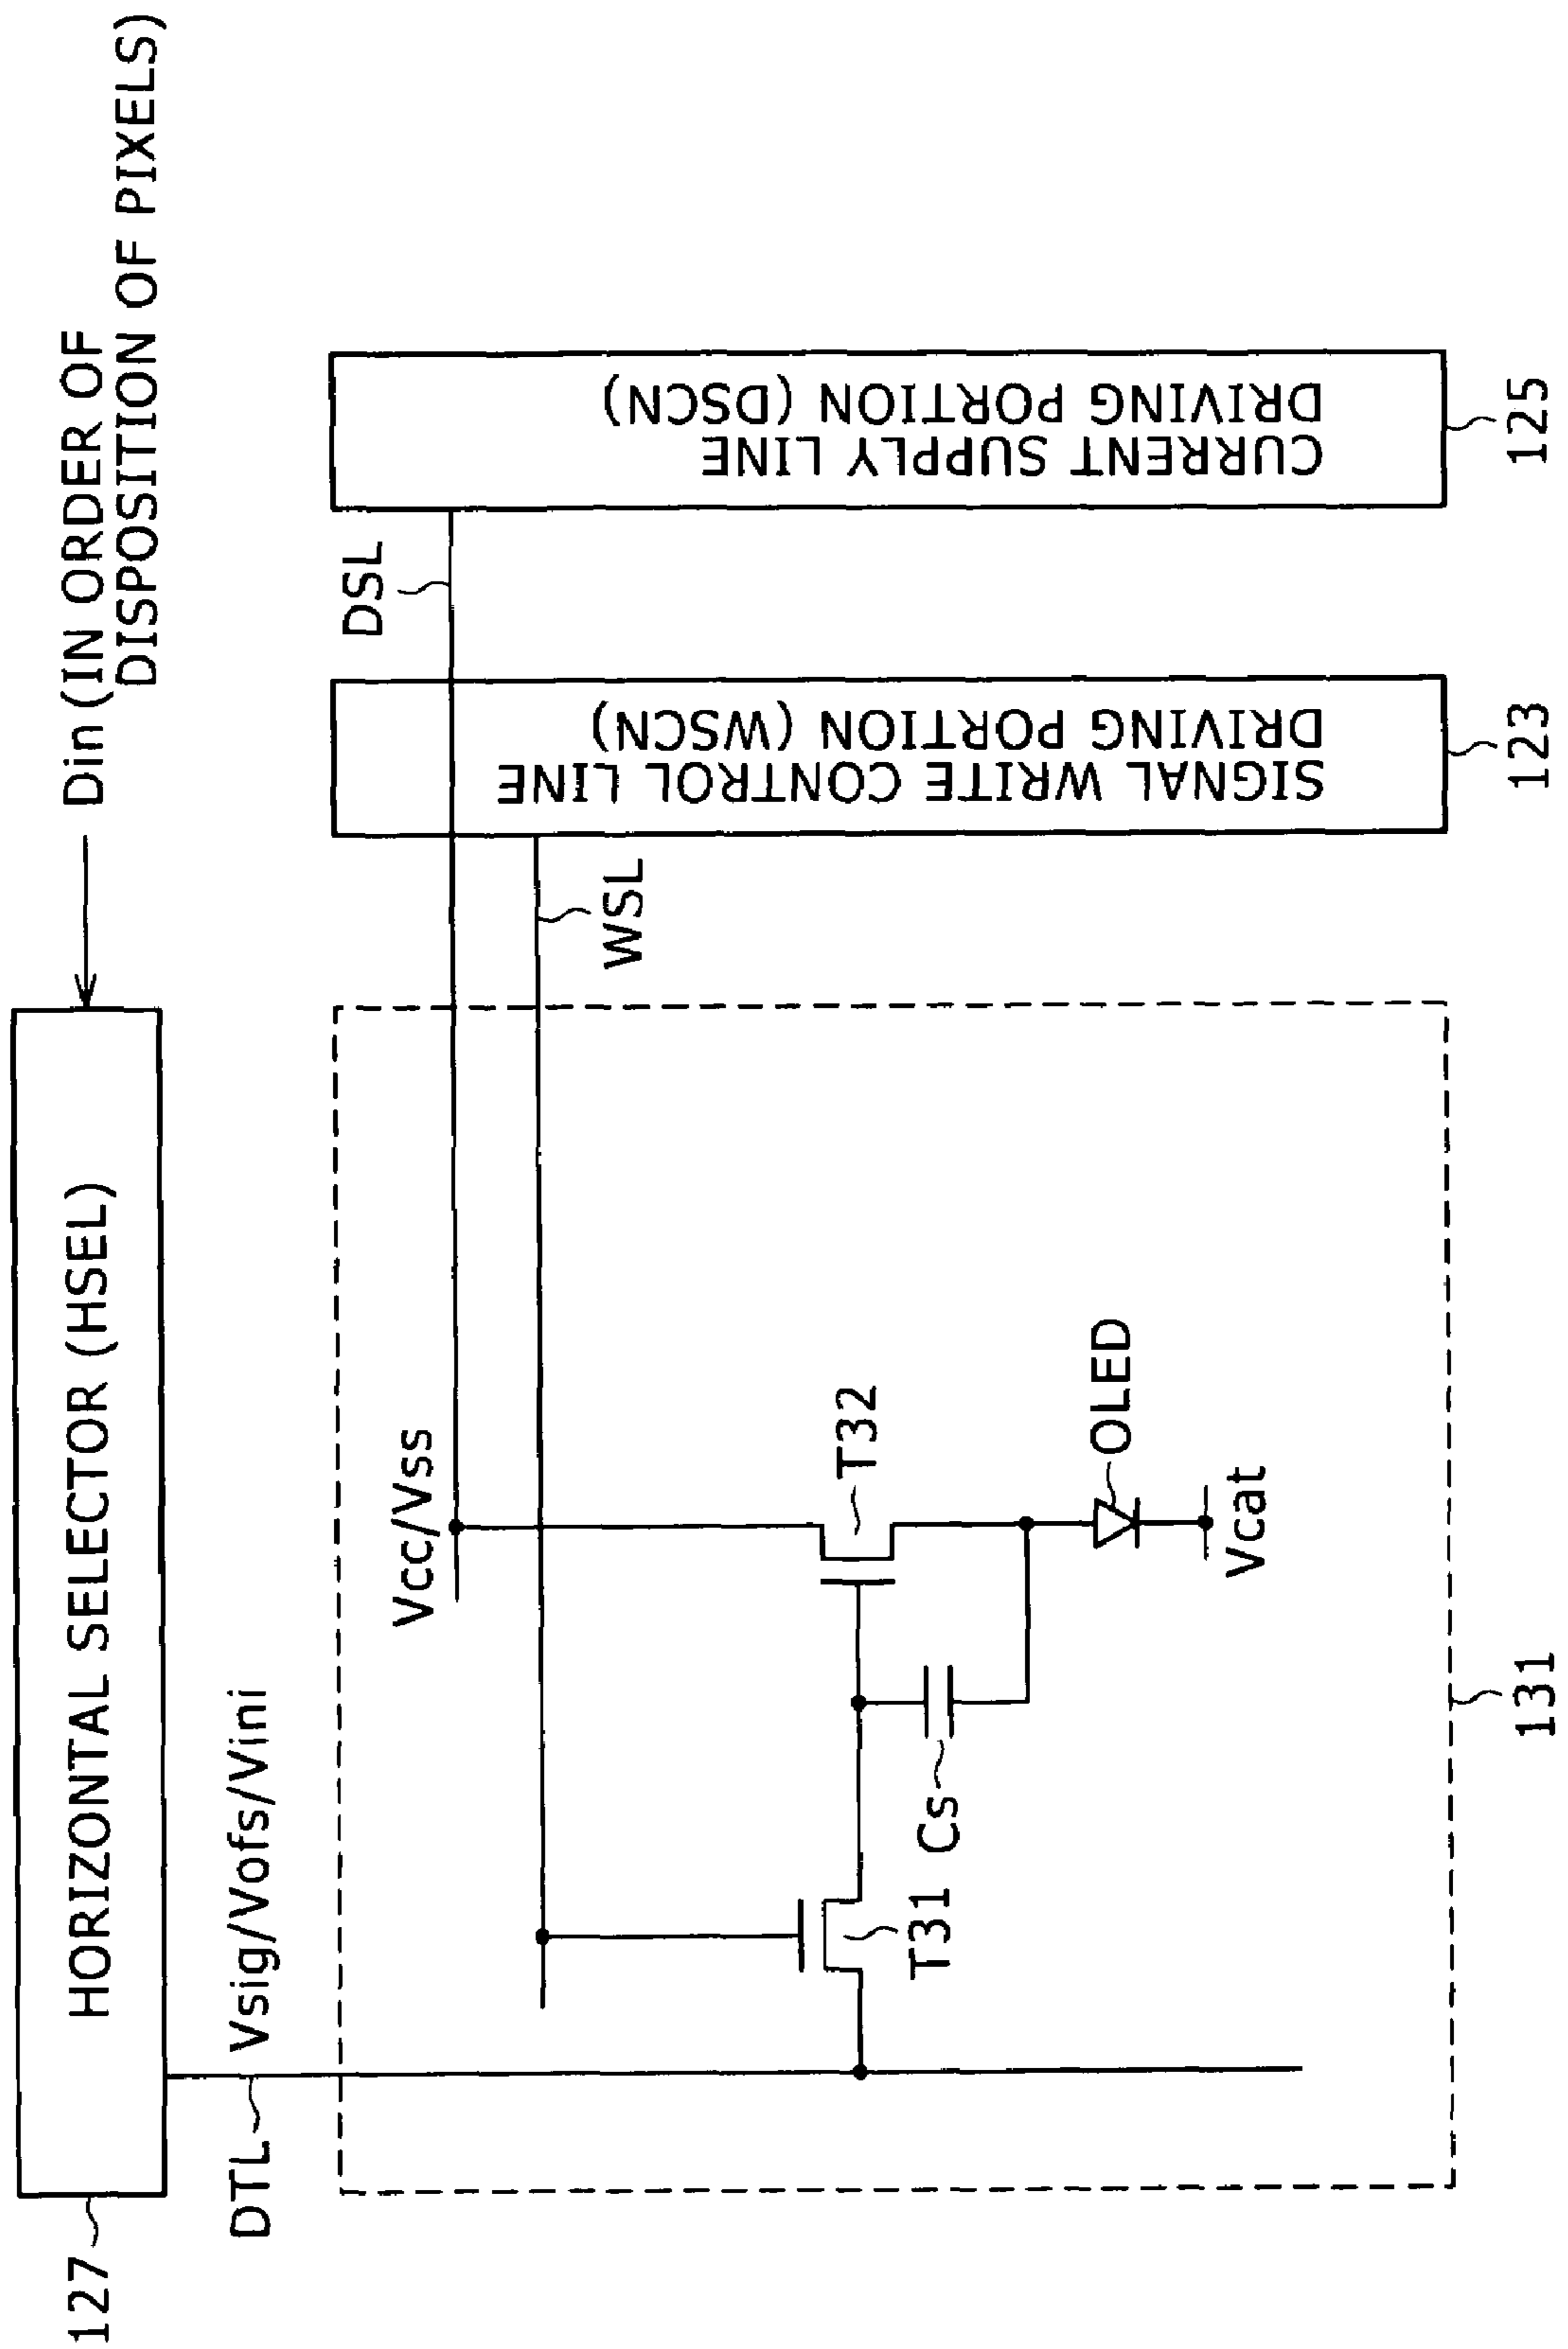 127
HORIZONTAL SELECTOR (HSEL)
Din (IN ORDER OF
DISPOSITION OF PIXELS)
DTL
Vsig/Vofs/Vini
Vcc/Vss
DSL
WSL
T31
Cs
T32
OLED
Vcat
SIGNAL WRITE CONTROL LINE
DRIVING PORTION (WSCN)
CURRENT SUPPLY LINE
DRIVING PORTION (DSCN)
131
123
125